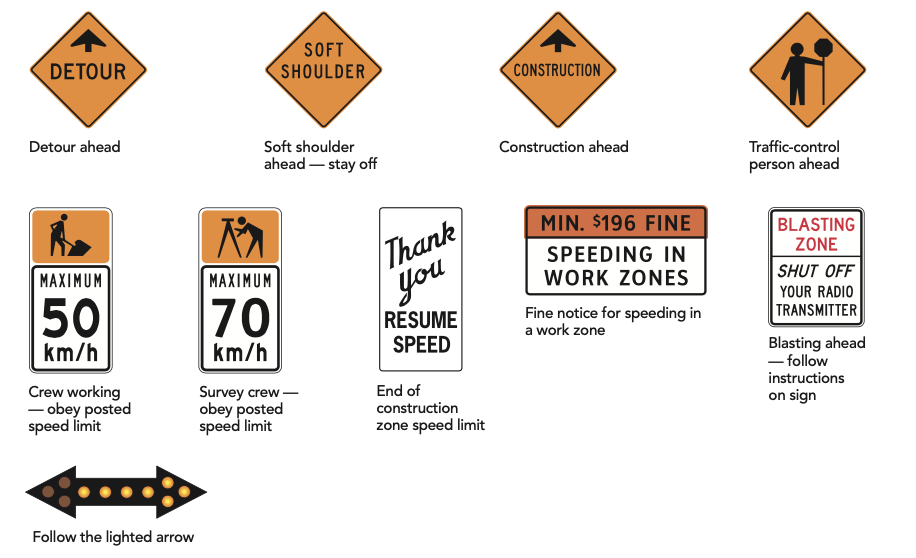 DETOUR
Detour ahead
SOFT
SHOULDER
Soft shoulder
ahead — stay off
CONSTRUCTION
Construction ahead
Traffic-control
person ahead
MAXIMUM
50
km/h
Crew working
— obey posted
speed limit
MAXIMUM
70
km/h
Survey crew —
obey posted
speed limit
Thank
you
RESUME
SPEED
End of
construction
zone speed limit
MIN. $196 FINE
SPEEDING IN
WORK ZONES
Fine notice for speeding in
a work zone
BLASTING
ZONE
SHUT OFF
YOUR RADIO
TRANSMITTER
Blasting ahead
— follow
instructions
on sign
Follow the lighted arrow